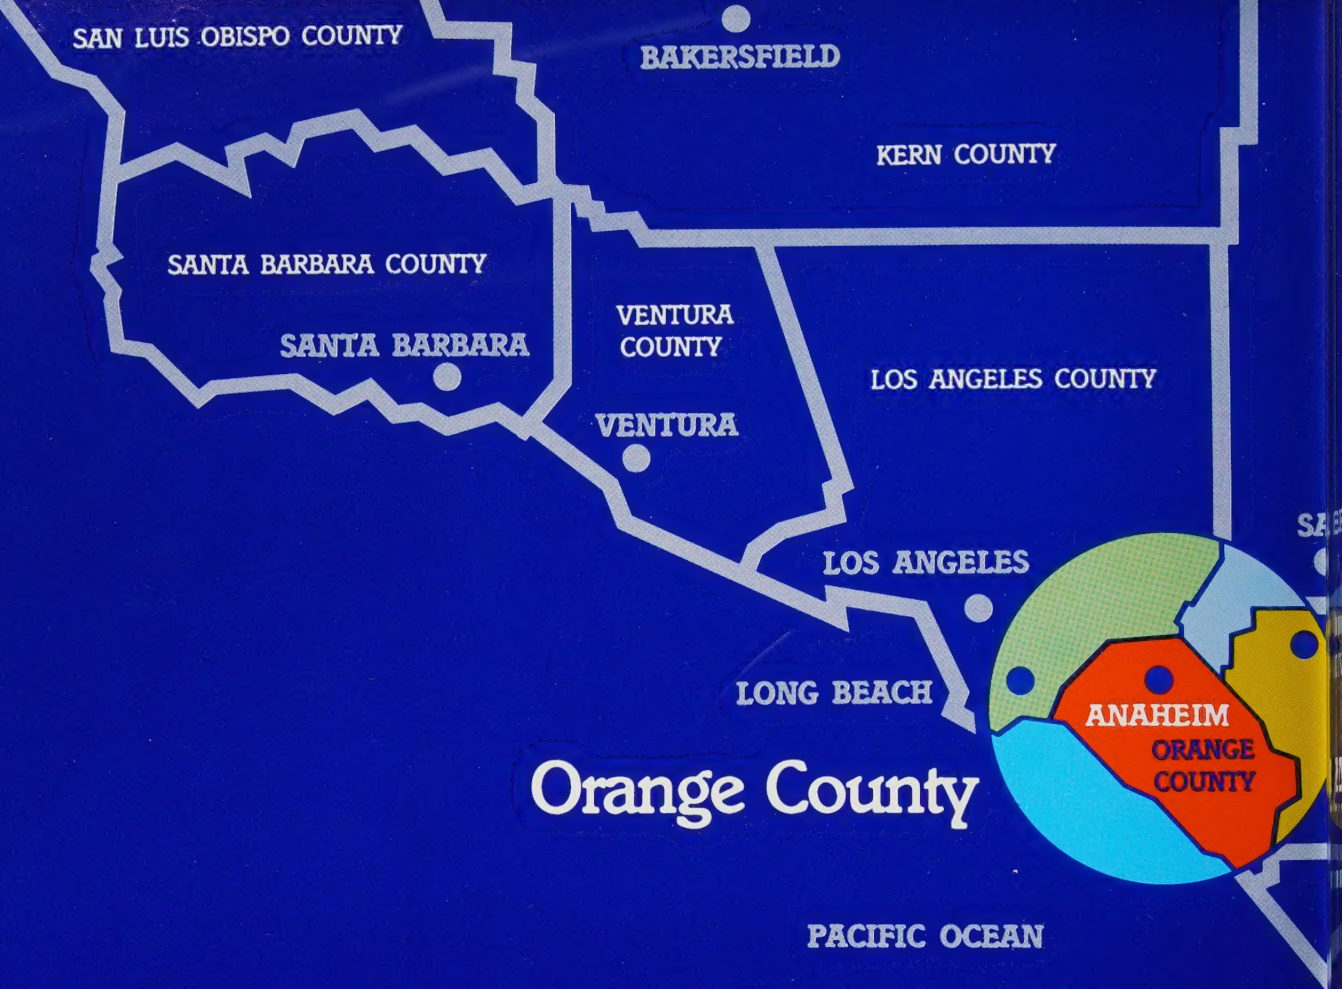 SAN LUIS OBISPO COUNTY
BAKERSFIELD
KERN COUNTY
SANTA BARBARA COUNTY
VENTURA
COUNTY
SANTA BARBARA
LOS ANGELES COUNTY
VENTURA
LOS ANGELES
LONG BEACH
ANAHEIM
ORANGE
COUNTY
Orange County
PACIFIC OCEAN